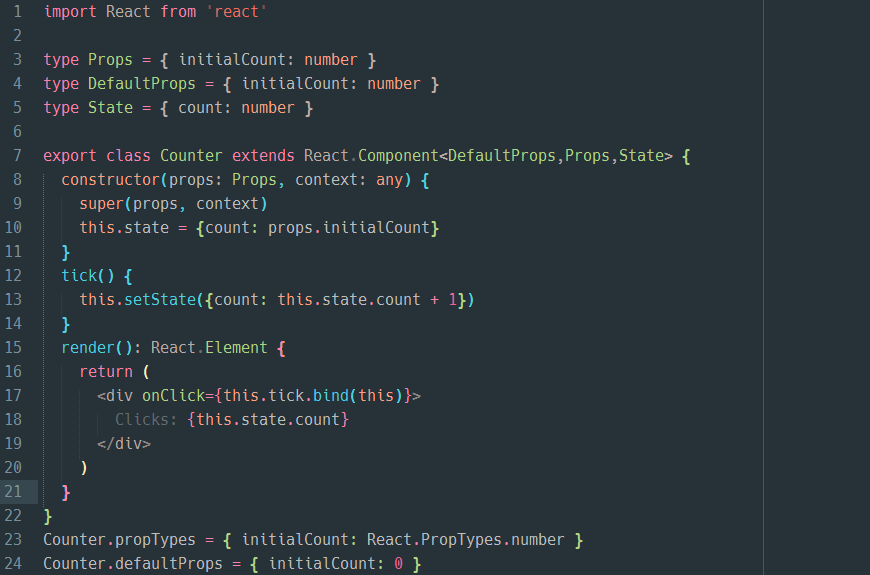 1 import React from 'react'
2
3 type Props = { initialCount: number }
4 type DefaultProps = { initialCount: number }
5 type State = { count: number }
6
7 export class Counter extends React.Component<DefaultProps,Props,State> {
8   constructor(props: Props, context: any) {
9     super(props, context)
10     this.state = {count: props.initialCount}
11   }
12   tick() {
13     this.setState({count: this.state.count + 1})
14   }
15   render(): React.Element {
16     return (
17       <div onClick={this.tick.bind(this)}>
18         Clicks: {this.state.count}
19       </div>
20     )
21   }
22 }
23 Counter.propTypes = { initialCount: React.PropTypes.number }
24 Counter.defaultProps = { initialCount: 0 }